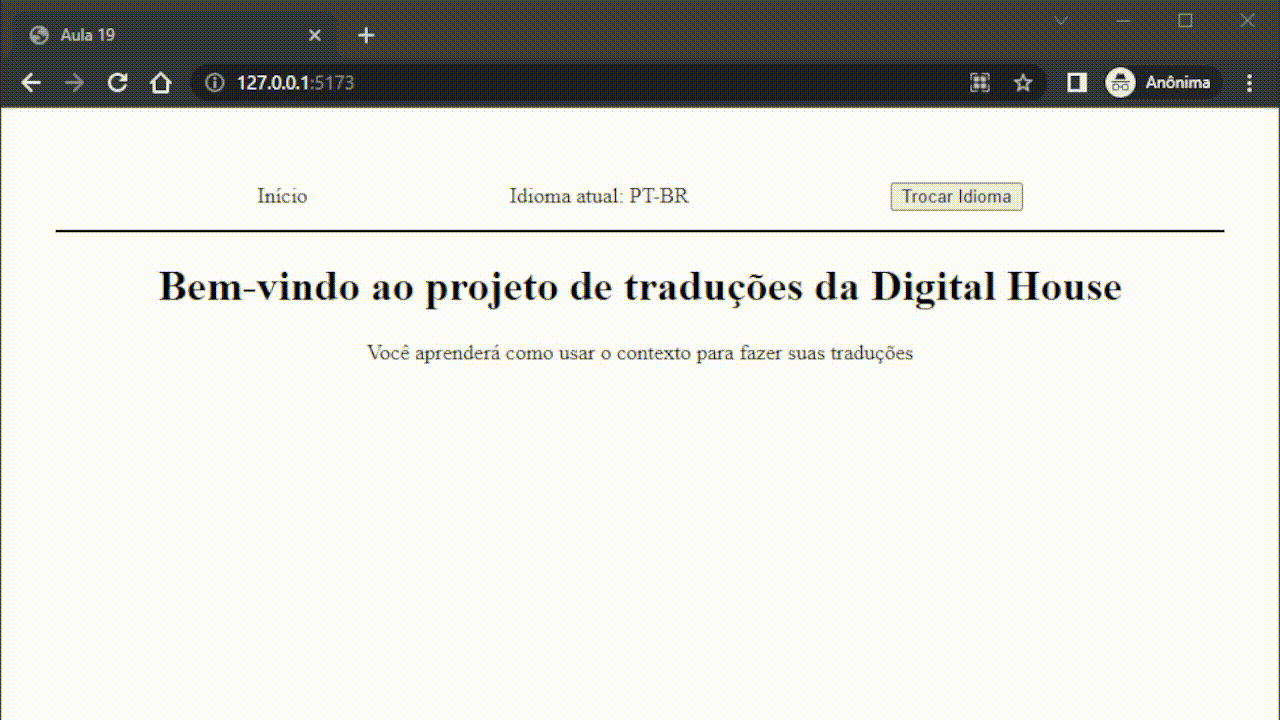 Aula 19
127.0.0.1:5173
Anônima
Início Idioma atual: PT-BR Trocar Idioma
Bem-vindo ao projeto de traduções da Digital House
Você aprenderá como usar o contexto para fazer suas traduções